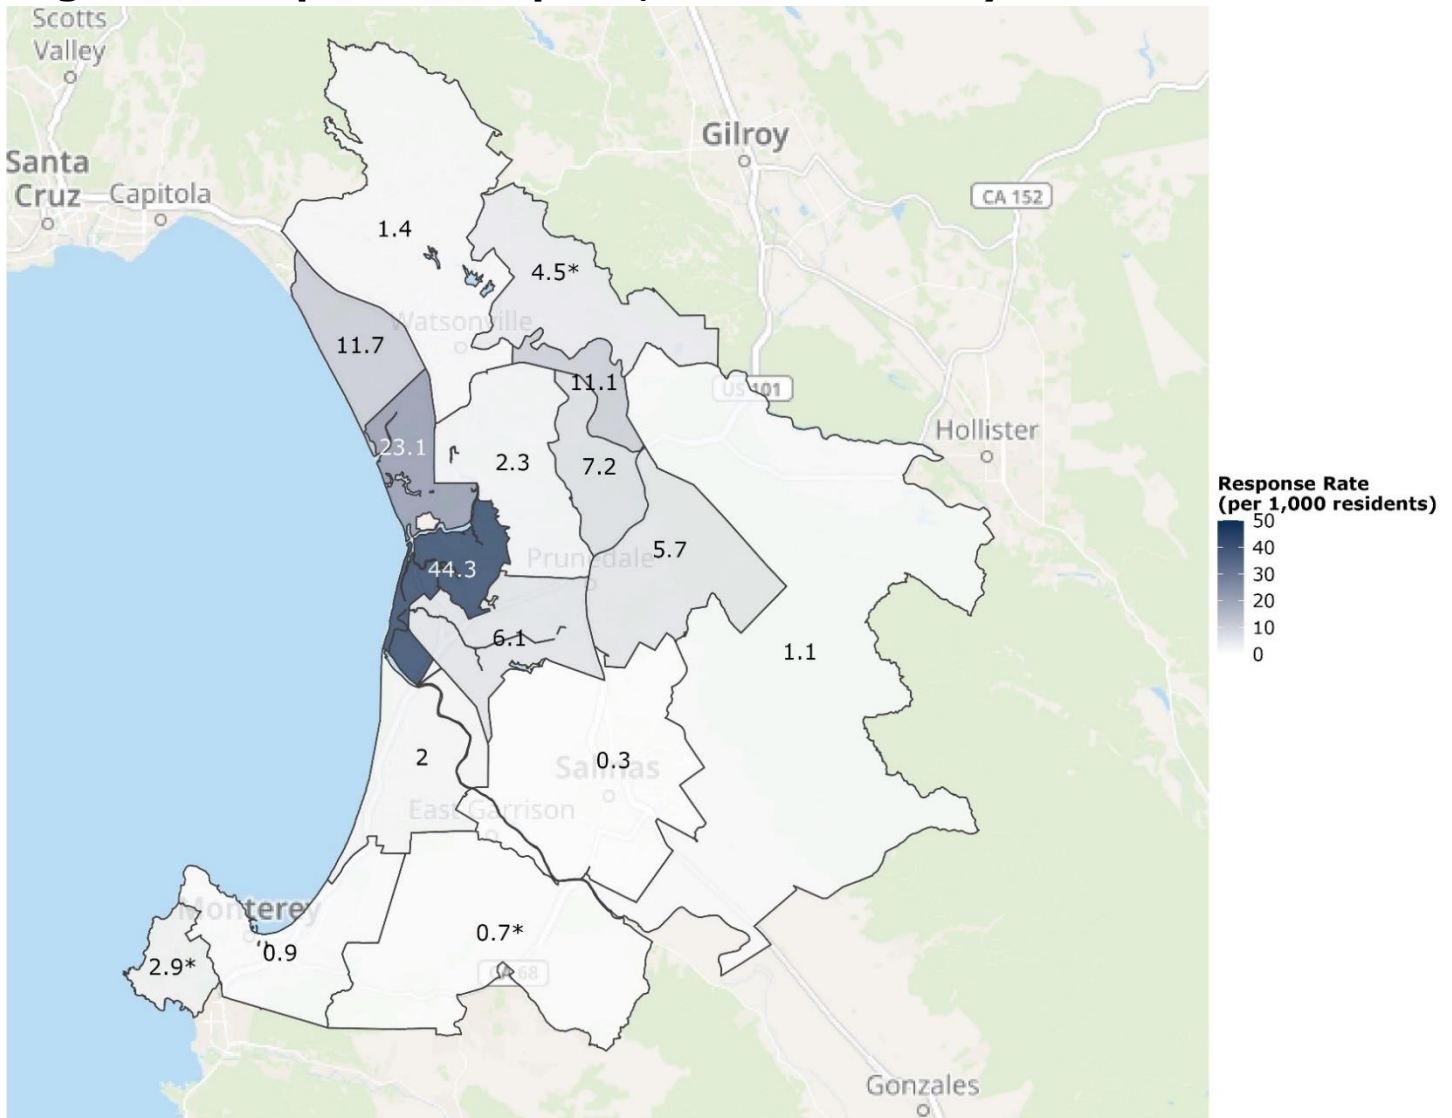 Scotts
Valley
Gilroy
Santa
Cruz
Capitola
CA 152
1.4
4.5*
Watsonville
11.7
11.1
US 101
23.1
2.3
7.2
Hollister
Response Rate
(per 1,000 residents)
50
40
30
20
10
0
Prunedale
5.7
44.3
6.1
1.1
2
0.3
Salinas
East Garrison
Monterey
0.7*
0.9
2.9*
CA 68
Gonzales